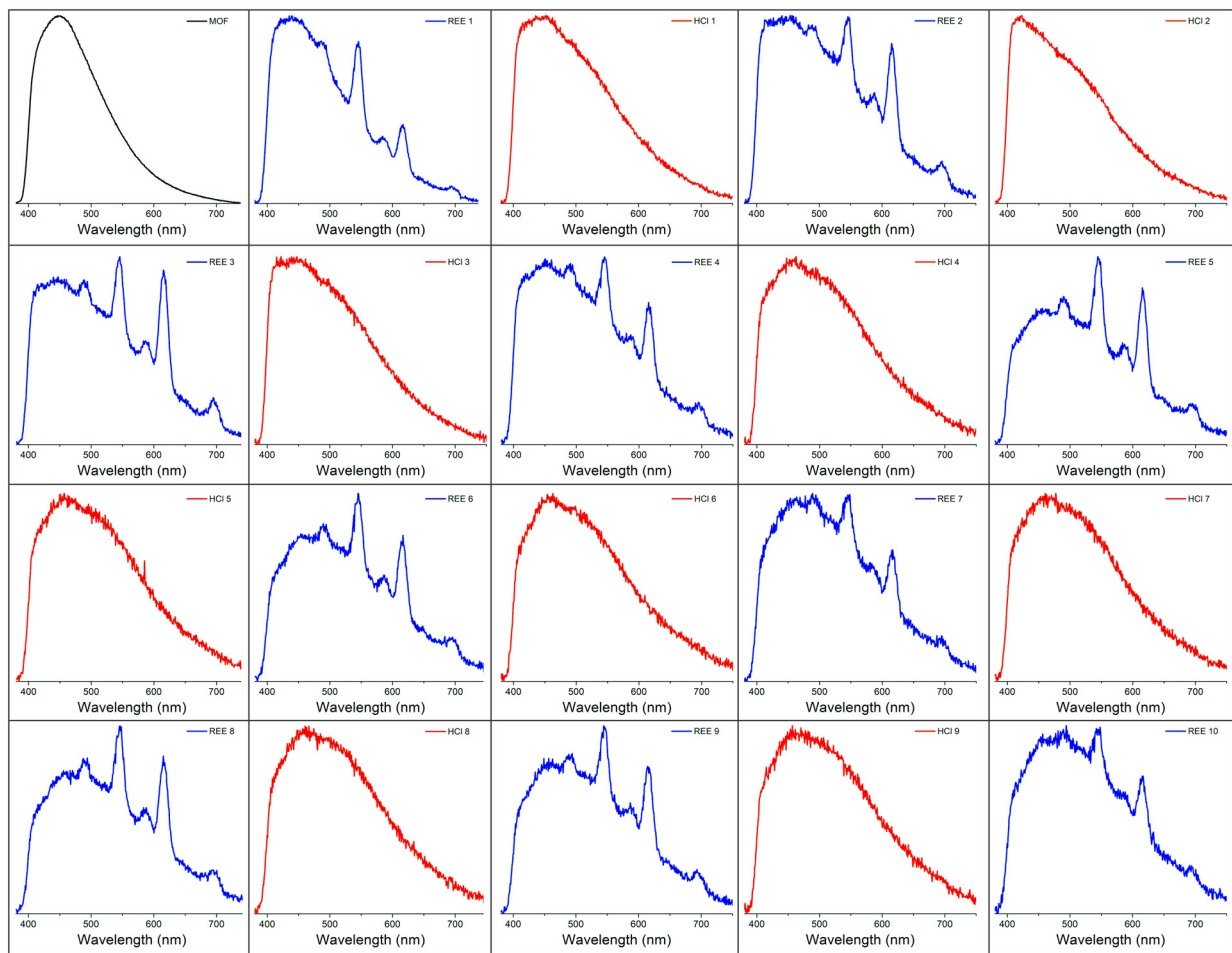 MOF
400 500 600 700
Wavelength (nm)
REE 1
400 500 600 700
Wavelength (nm)
HCl 1
400 500 600 700
Wavelength (nm)
REE 2
400 500 600 700
Wavelength (nm)
HCl 2
400 500 600 700
Wavelength (nm)
REE 3
400 500 600 700
Wavelength (nm)
HCl 3
400 500 600 700
Wavelength (nm)
REE 4
400 500 600 700
Wavelength (nm)
HCl 4
400 500 600 700
Wavelength (nm)
REE 5
400 500 600 700
Wavelength (nm)
HCl 5
400 500 600 700
Wavelength (nm)
REE 6
400 500 600 700
Wavelength (nm)
HCl 6
400 500 600 700
Wavelength (nm)
REE 7
400 500 600 700
Wavelength (nm)
HCl 7
400 500 600 700
Wavelength (nm)
REE 8
400 500 600 700
Wavelength (nm)
HCl 8
400 500 600 700
Wavelength (nm)
REE 9
400 500 600 700
Wavelength (nm)
HCl 9
400 500 600 700
Wavelength (nm)
REE 10
400 500 600 700
Wavelength (nm)